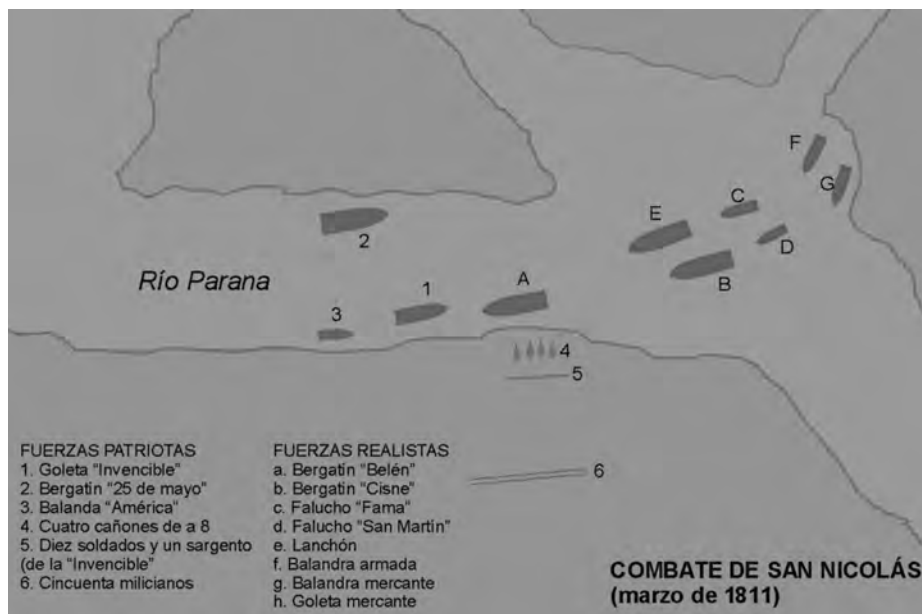 F
G
C
E
D
2
B
Río Parana
A
1
3
4
5
6
FUERZAS PATRIOTAS
1. Goleta "Invencible"
2. Bergatin "25 de mayo"
3. Balanda "América"
4. Cuatro cañones de a 8
5. Diez soldados y un sargento
(de la "Invencible"
6. Cincuenta milicianos
FUERZAS REALISTAS
a. Bergatin "Belén"
b. Bergatin "Cisne"
c. Falucho "Fama"
d. Falucho "San Martín"
e. Lanchón
f. Balandra armada
g. Balandra mercante
h. Goleta mercante
COMBATE DE SAN NICOLÁS
(marzo de 1811)